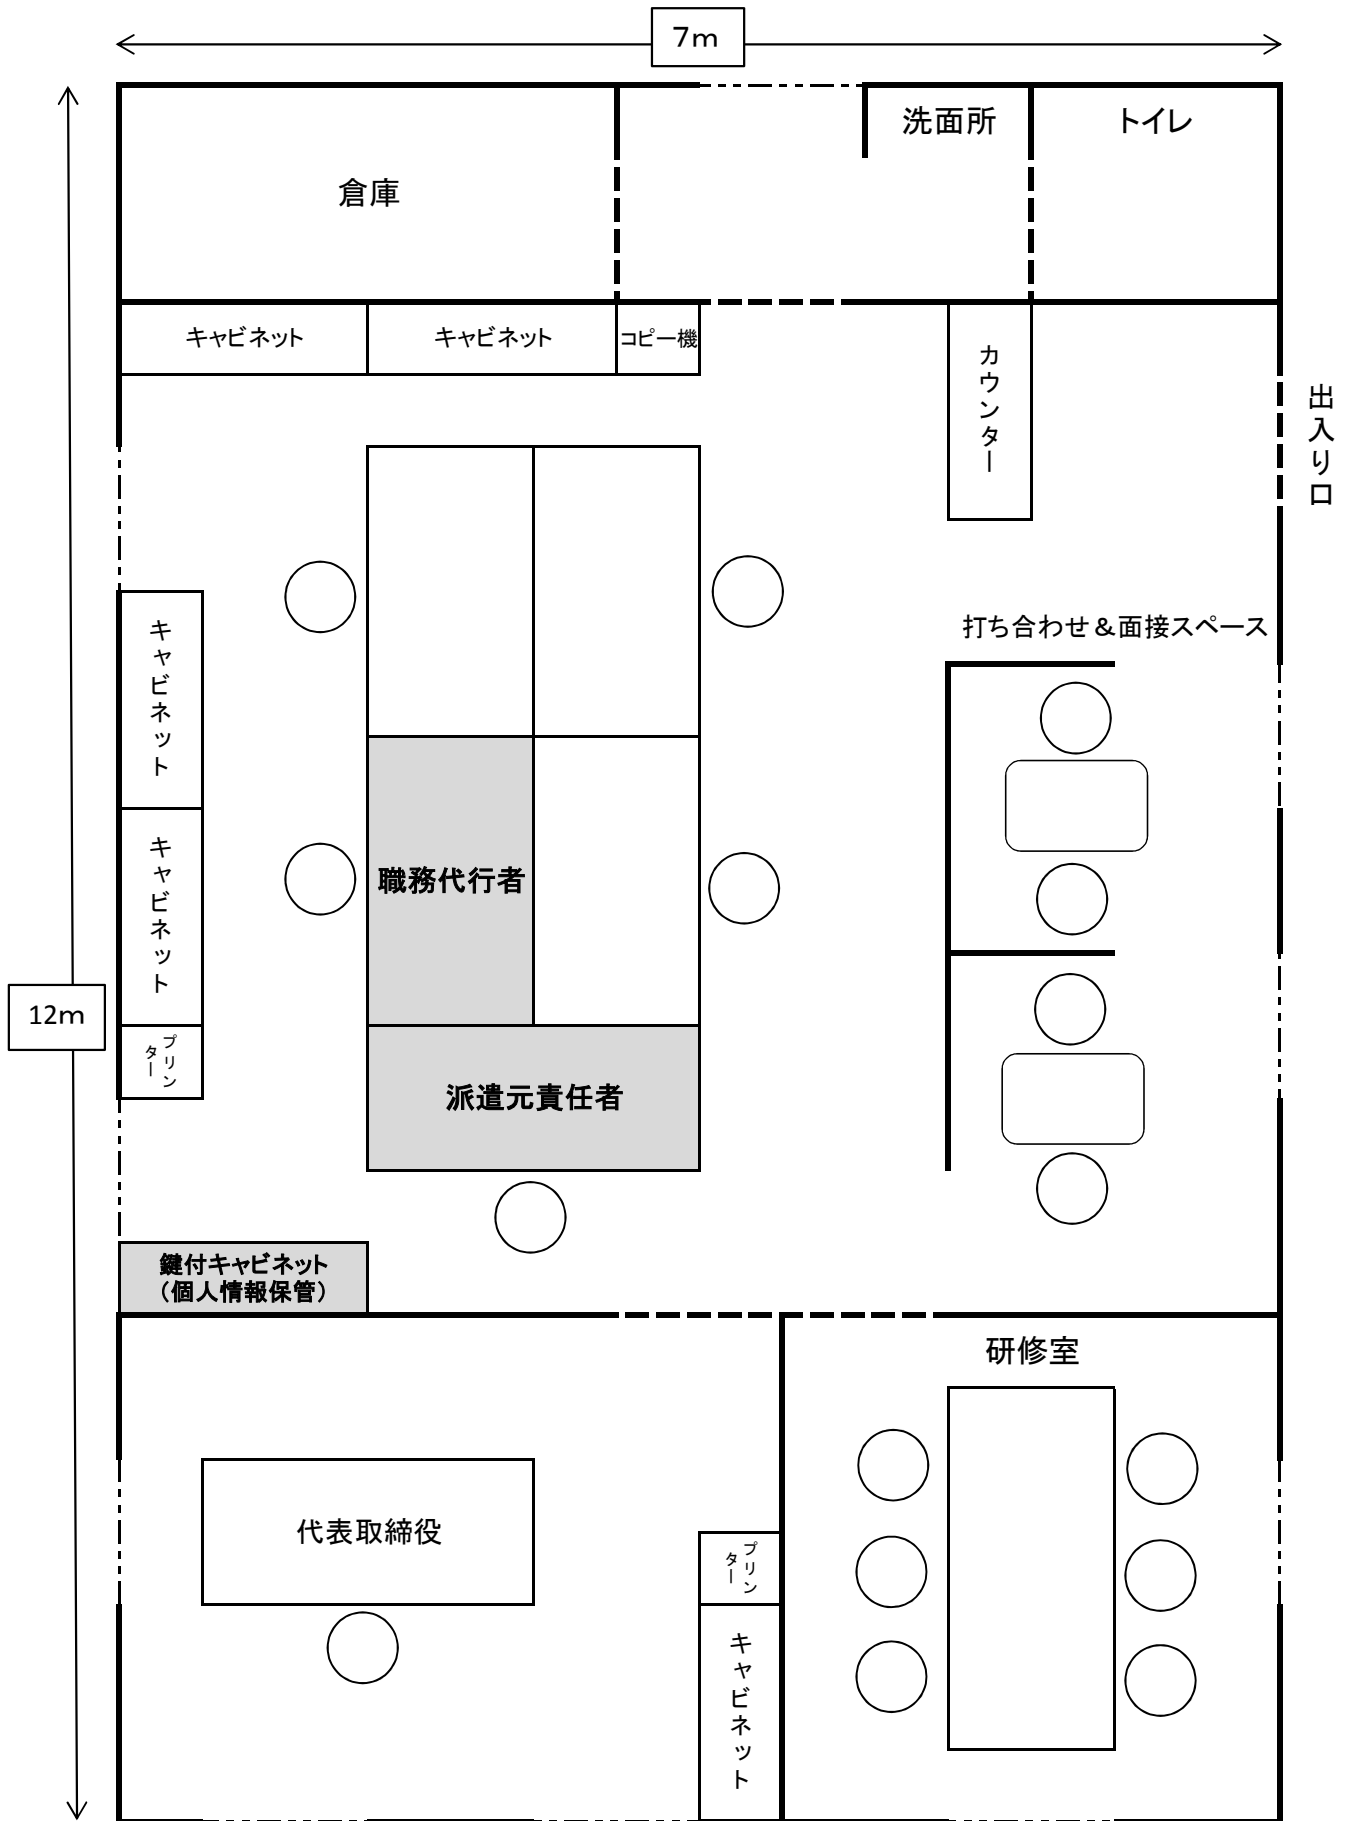 7m
洗面所
トイレ
倉庫
キャビネット
キャビネット
コピー機
カウンター
出入り口
打ち合わせ＆面接スペース
キャビネット
キャビネット
職務代行者
12m
プリンター
派遣元責任者
鍵付キャビネット
（個人情報保管）
研修室
代表取締役
プリンター
キャビネット